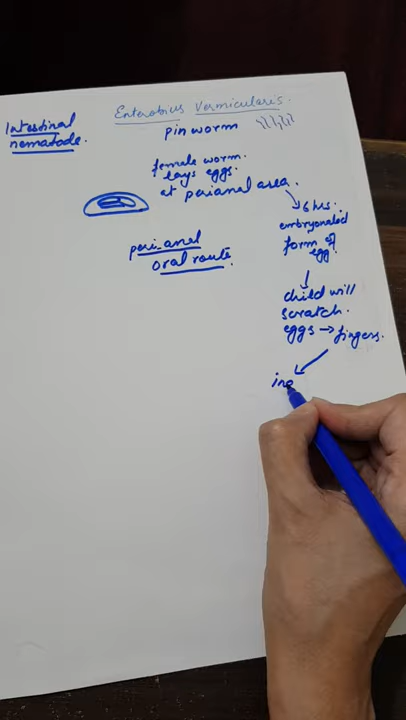 Enterobius Vermicularis.
Intestinal
nematode.
pin worm
female worm.
lays eggs.
at perianal area.
6 hrs.
embryonated
form of
egg.
peri-anal
oral route.
child will
scratch.
eggs → fingers.